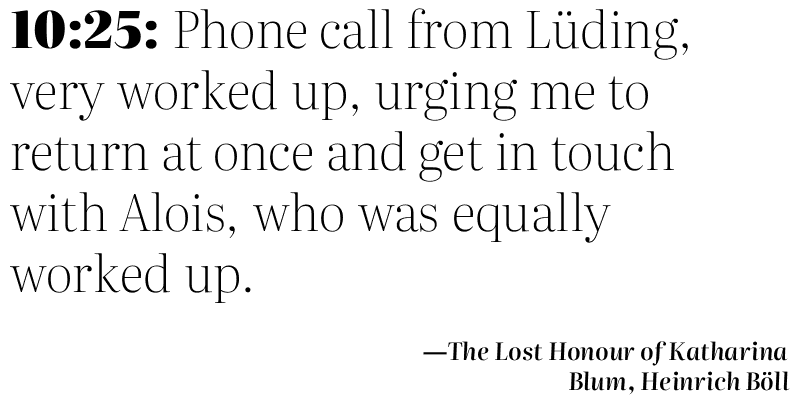 10:25: Phone call from Lüding,
very worked up, urging me to
return at once and get in touch
with Alois, who was equally
worked up.
—The Lost Honour of Katharina
Blum, Heinrich Böll